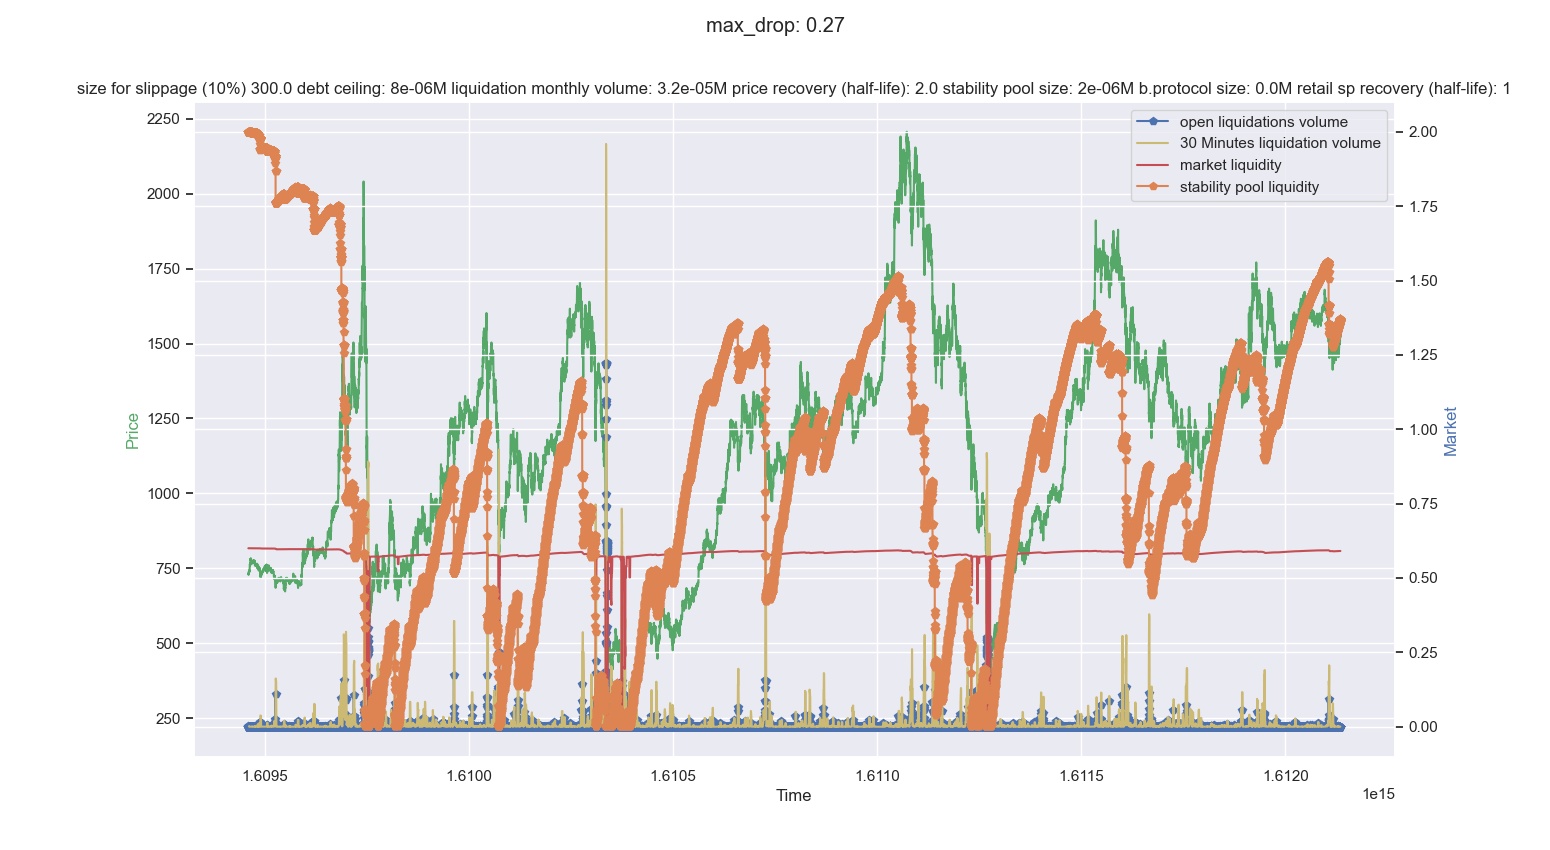 max_drop: 0.27
size for slippage (10%) 300.0 debt ceiling: 8e-06M liquidation monthly volume: 3.2e-05M price recovery (half-life): 2.0 stability pool size: 2e-06M b.protocol size: 0.0M retail sp recovery (half-life): 1
open liquidations volume
30 Minutes liquidation volume
market liquidity
stability pool liquidity
2250
2000
1750
1500
1250
1000
750
500
250
Price
2.00
1.75
1.50
1.25
1.00
0.75
0.50
0.25
0.00
Market
1.6095
1.6100
1.6105
1.6110
1.6115
1.6120
1e15
Time